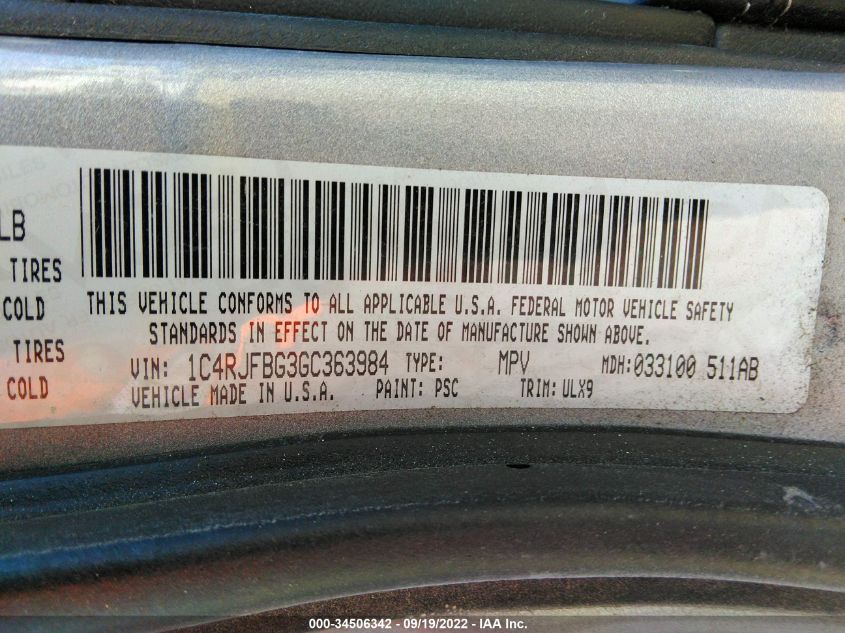 LB
TIRES
COLD
TIRES
COLD
THIS VEHICLE CONFORMS TO ALL APPLICABLE U.S.A. FEDERAL MOTOR VEHICLE SAFETY
STANDARDS IN EFFECT ON THE DATE OF MANUFACTURE SHOWN ABOVE.
VIN: 1C4RJFBG3GC363984 TYPE: MPV MDH:033100 511AB
VEHICLE MADE IN U.S.A. PAINT: PSC TRIM: ULX9
000-34506342 - 09/19/2022 - IAA Inc.